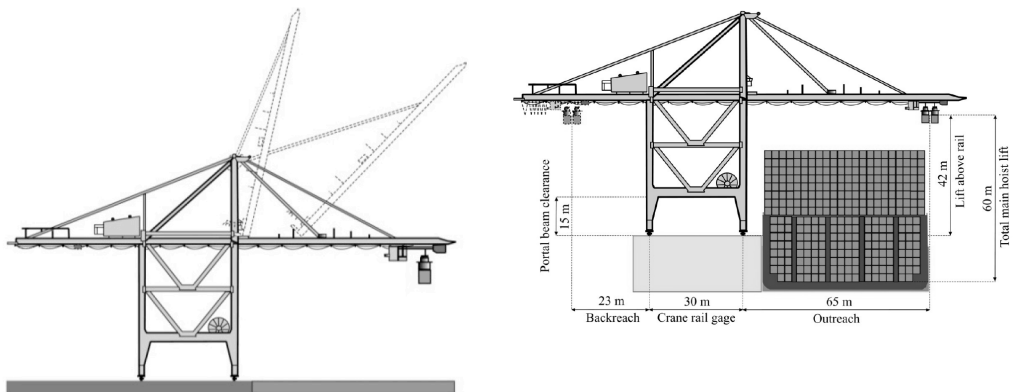 Portal beam clearance
15 m
42 m
Lift above rail
60 m
Total main hoist lift
23 m
30 m
65 m
Backreach
Crane rail gage
Outreach